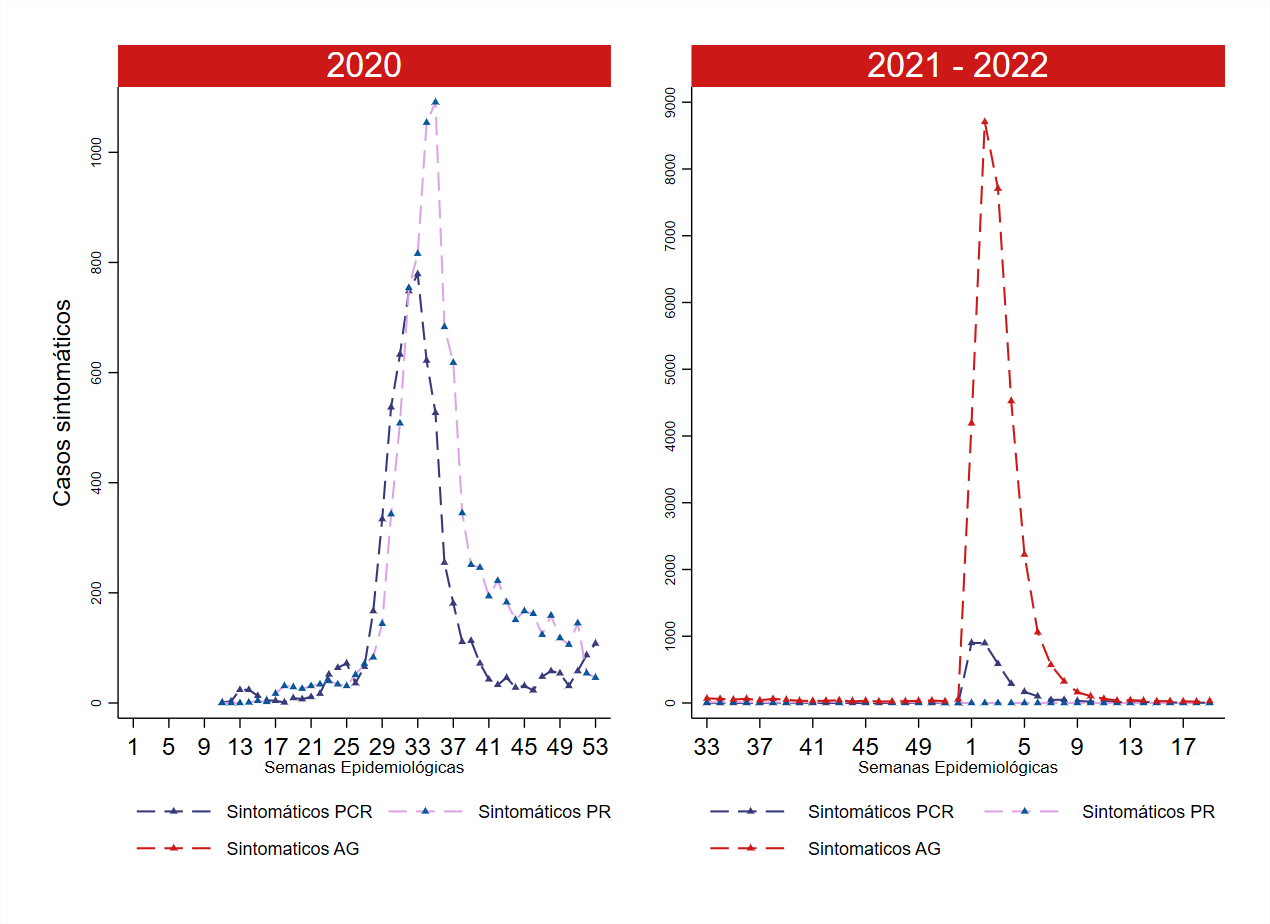 2020
2021 - 2022
Casos sintomáticos
0 200 400 600 800 1000
1 5 9 13 17 21 25 29 33 37 41 45 49 53
Semanas Epidemiológicas
Sintomáticos PCR Sintomáticos PR
Sintomaticos AG
0 1000 2000 3000 4000 5000 6000 7000 8000 9000
33 37 41 45 49 1 5 9 13 17
Semanas Epidemiológicas
Sintomáticos PCR Sintomáticos PR
Sintomaticos AG